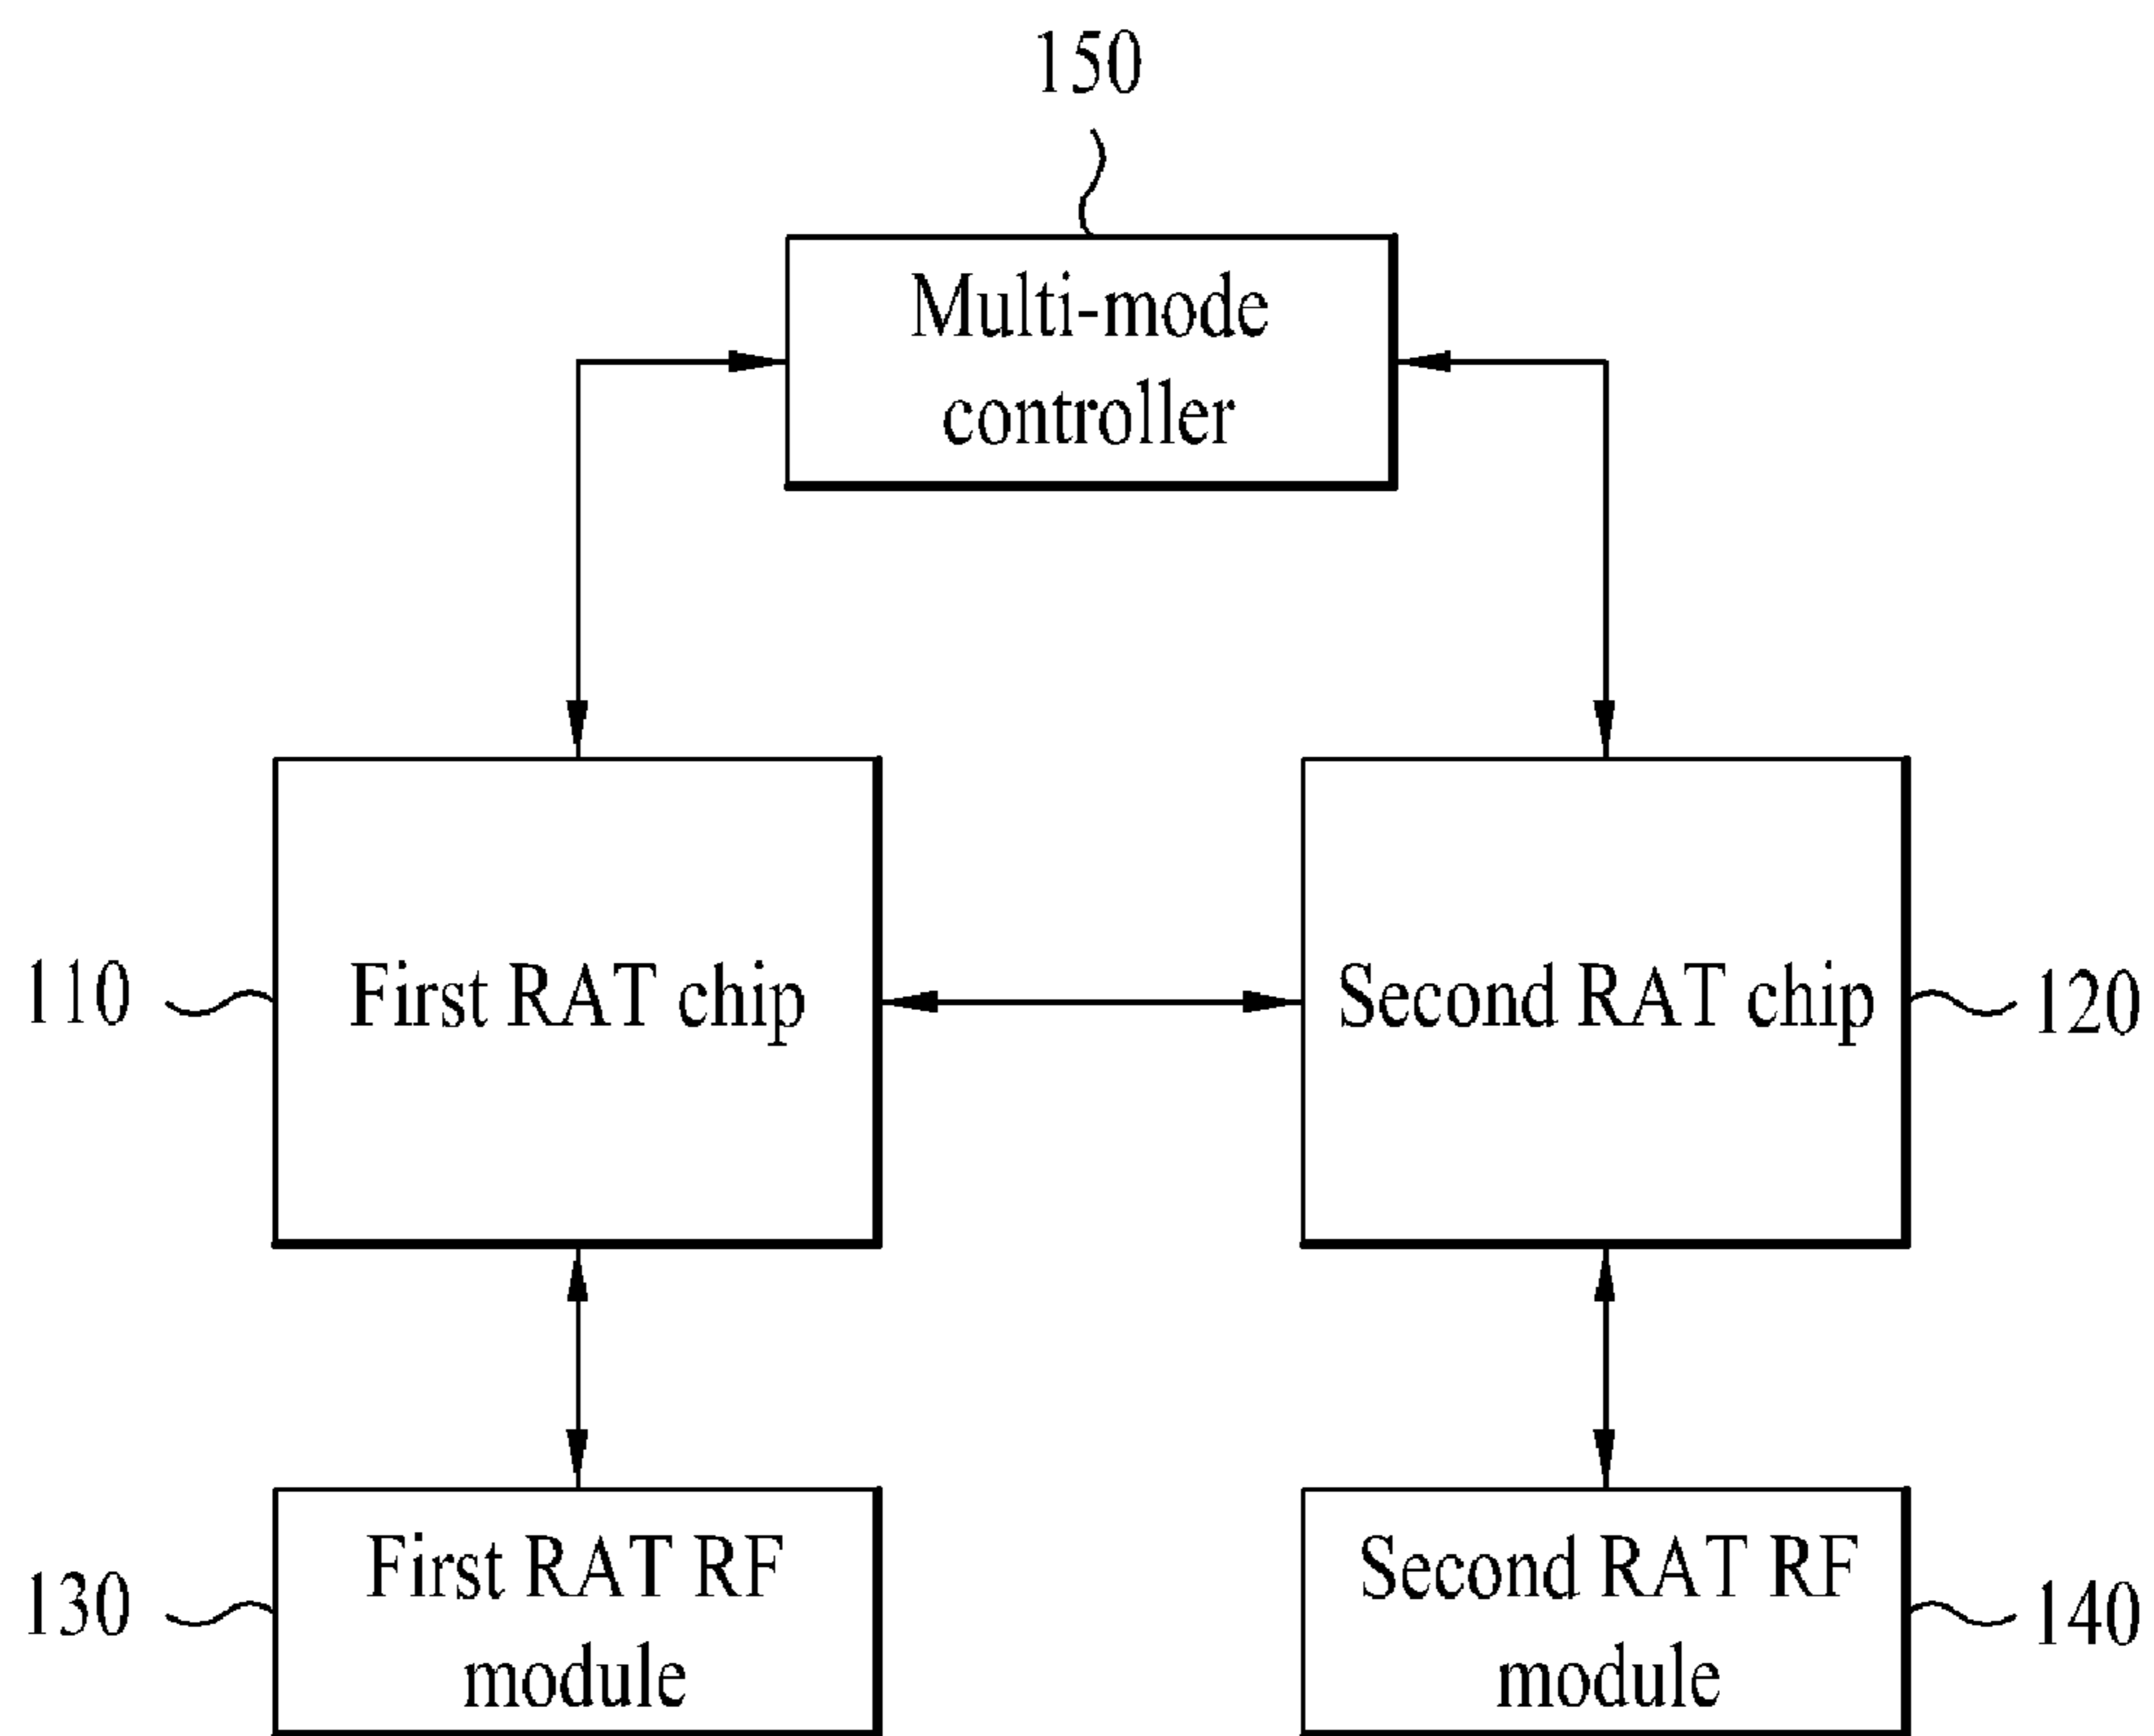 150
Multi-mode
controller
110
First RAT chip
Second RAT chip
120
130
First RAT RF
module
Second RAT RF
module
140